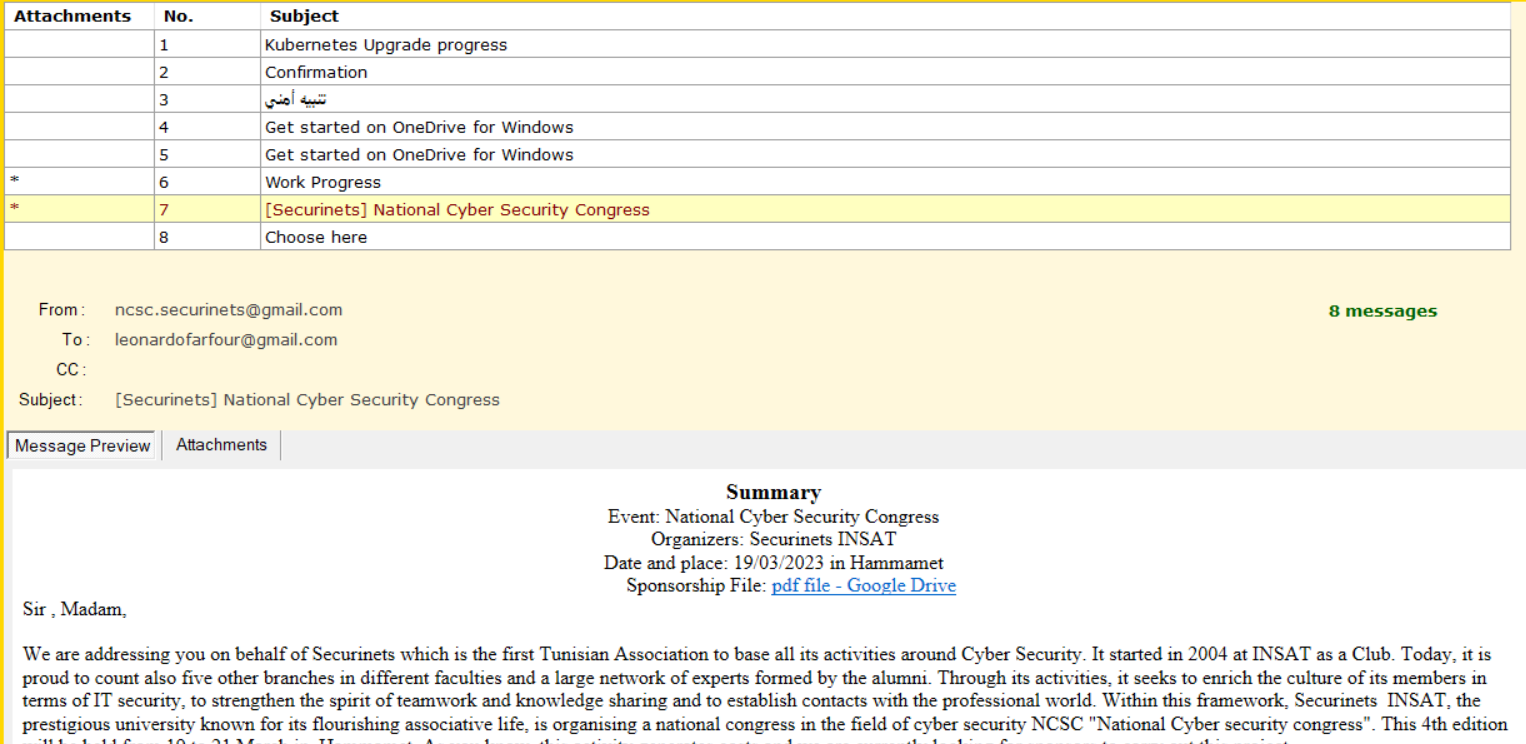 Attachments No. Subject
1 Kubernetes Upgrade progress
2 Confirmation
3 تنبيه أمني
4 Get started on OneDrive for Windows
5 Get started on OneDrive for Windows
* 6 Work Progress
* 7 [Securinets] National Cyber Security Congress
8 Choose here
From : ncsc.securinets@gmail.com 8 messages
To : leonardofarfour@gmail.com
CC :
Subject : [Securinets] National Cyber Security Congress
Message Preview Attachments
Summary
Event: National Cyber Security Congress
Organizers: Securinets INSAT
Date and place: 19/03/2023 in Hammamet
Sponsorship File: pdf file - Google Drive
Sir , Madam,
We are addressing you on behalf of Securinets which is the first Tunisian Association to base all its activities around Cyber Security. It started in 2004 at INSAT as a Club. Today, it is
proud to count also five other branches in different faculties and a large network of experts formed by the alumni. Through its activities, it seeks to enrich the culture of its members in
terms of IT security, to strengthen the spirit of teamwork and knowledge sharing and to establish contacts with the professional world. Within this framework, Securinets INSAT, the
prestigious university known for its flourishing associative life, is organising a national congress in the field of cyber security NCSC "National Cyber security congress". This 4th edition